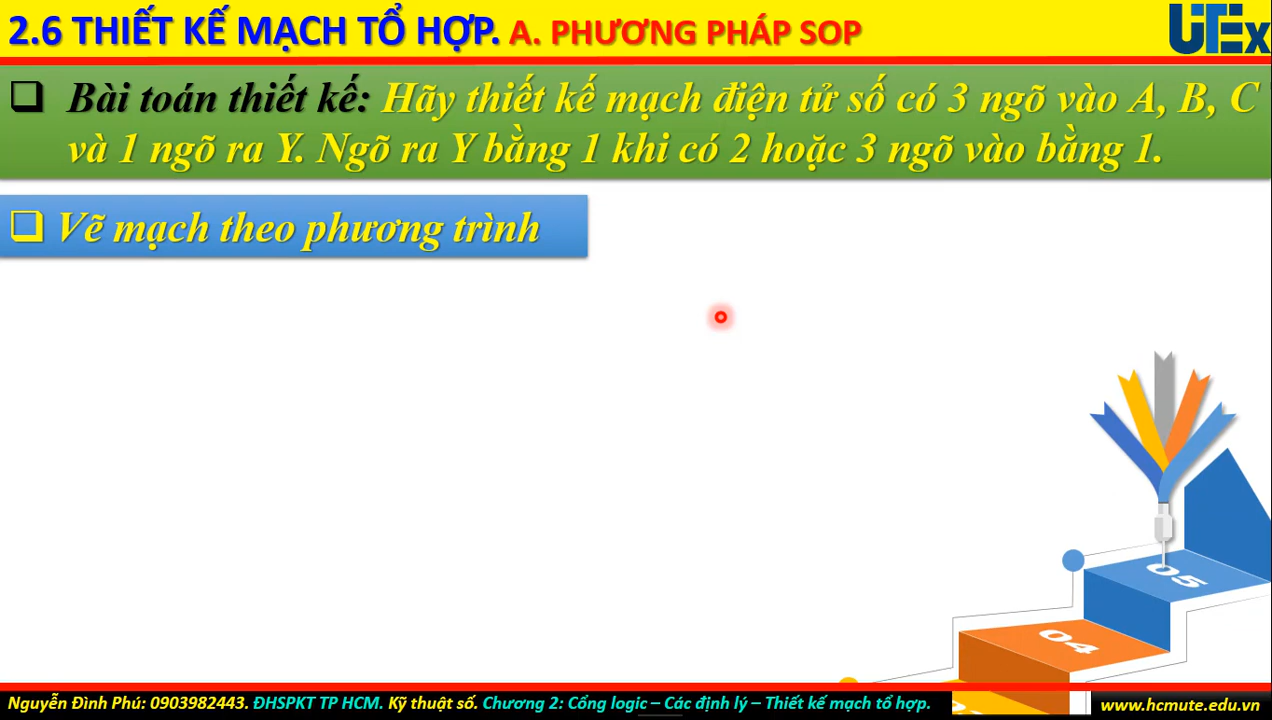 2.6 THIẾT KẾ MẠCH TỔ HỢP. A. PHƯƠNG PHÁP SOP
UTEx
Bài toán thiết kế: Hãy thiết kế mạch điện tử số có 3 ngõ vào A, B, C
và 1 ngõ ra Y. Ngõ ra Y bằng 1 khi có 2 hoặc 3 ngõ vào bằng 1.
Vẽ mạch theo phương trình
05
04
Nguyễn Đình Phú: 0903982443. ĐHSPKT TP HCM. Kỹ thuật số. Chương 2: Cổng logic – Các định lý – Thiết kế mạch tổ hợp.
www.hcmute.edu.vn